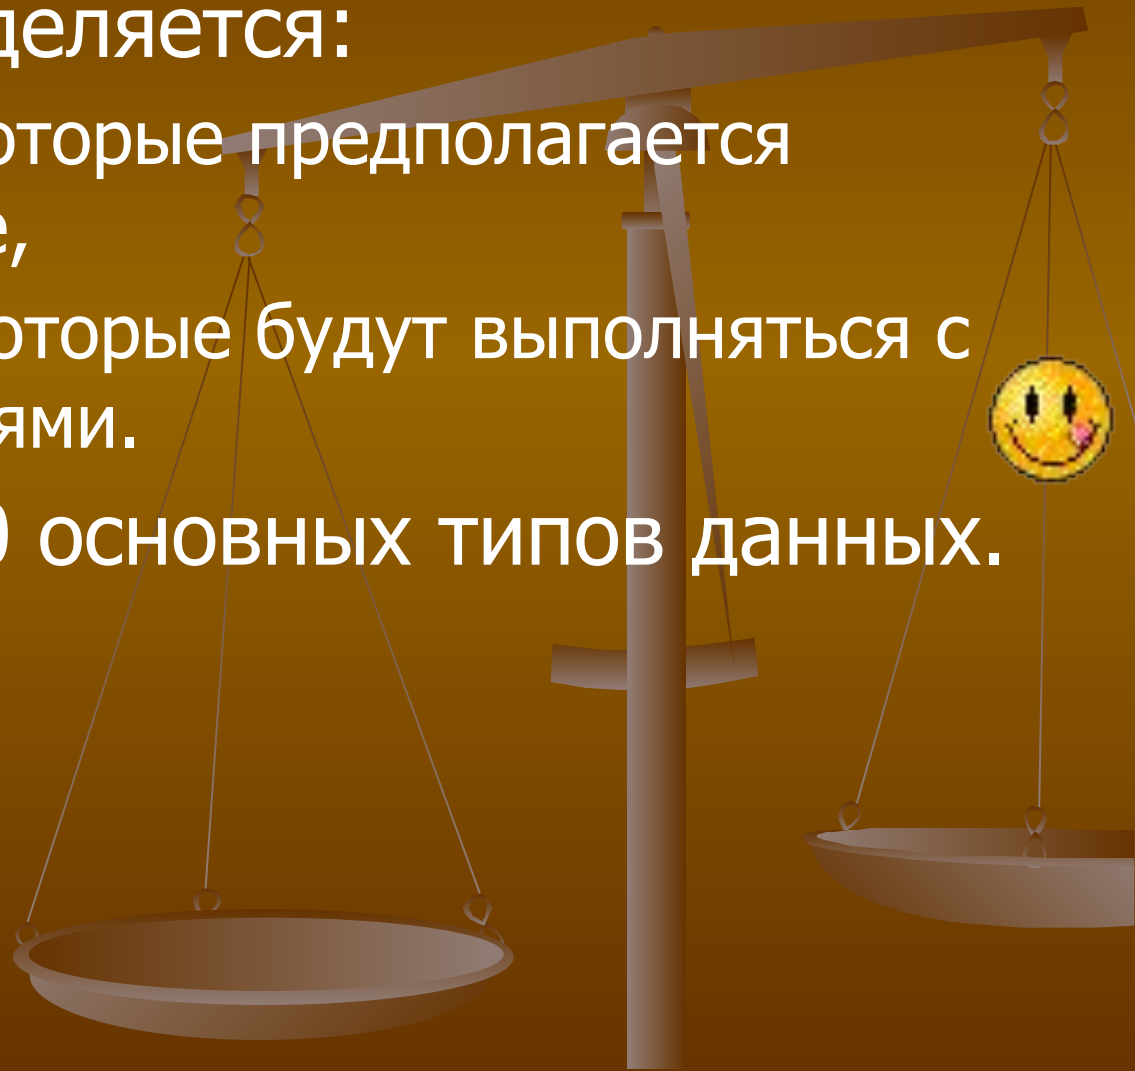 деляется:
оторые предполагается
е,
оторые будут выполняться с
ями.
0 основных типов данных.